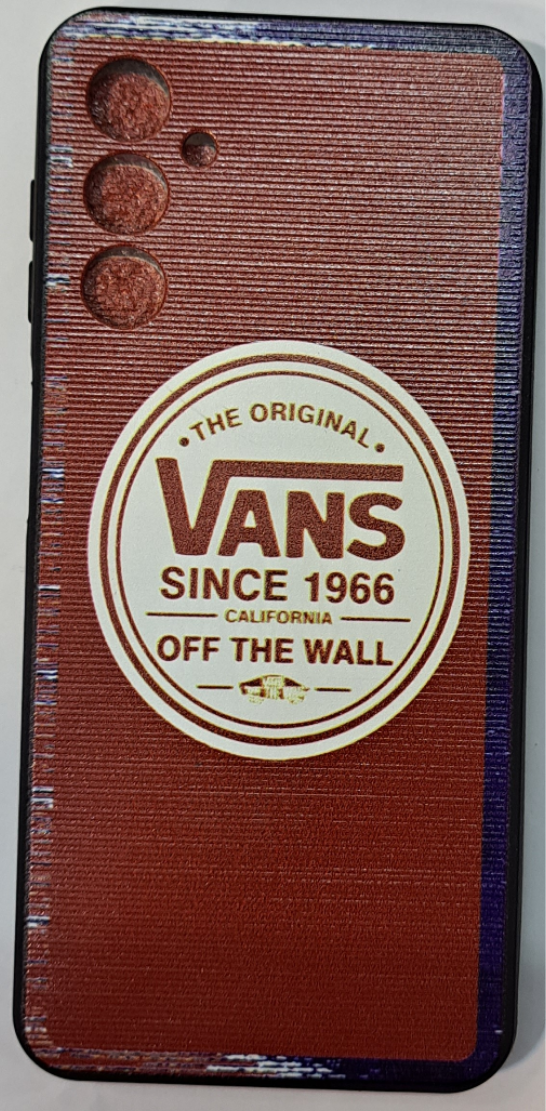 • THE ORIGINAL •
VANS
SINCE 1966
CALIFORNIA
OFF THE WALL